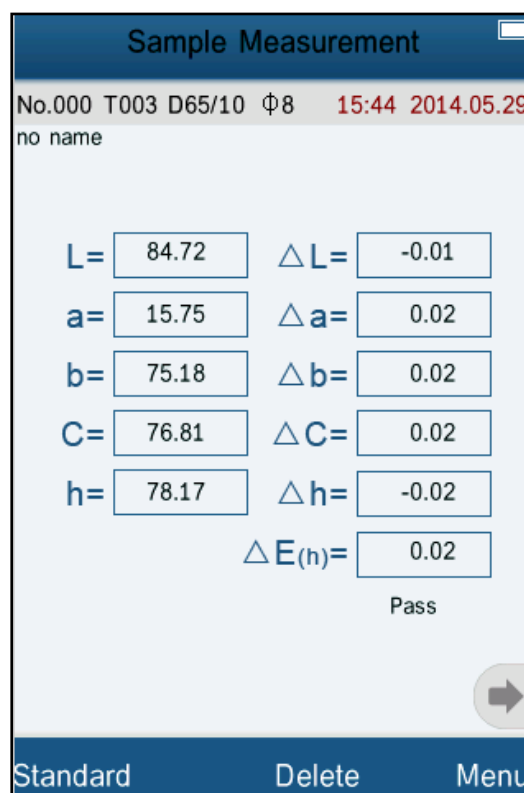 Sample Measurement
No.000 T003 D65/10 Φ8 15:44 2014.05.29
no name
L= 84.72 △L= -0.01
a= 15.75 △a= 0.02
b= 75.18 △b= 0.02
C= 76.81 △C= 0.02
h= 78.17 △h= -0.02
△E(h)= 0.02
Pass
Standard Delete Menu